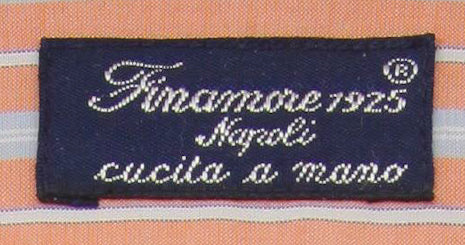 Finamore 1925 ®
Napoli
cucita a mano